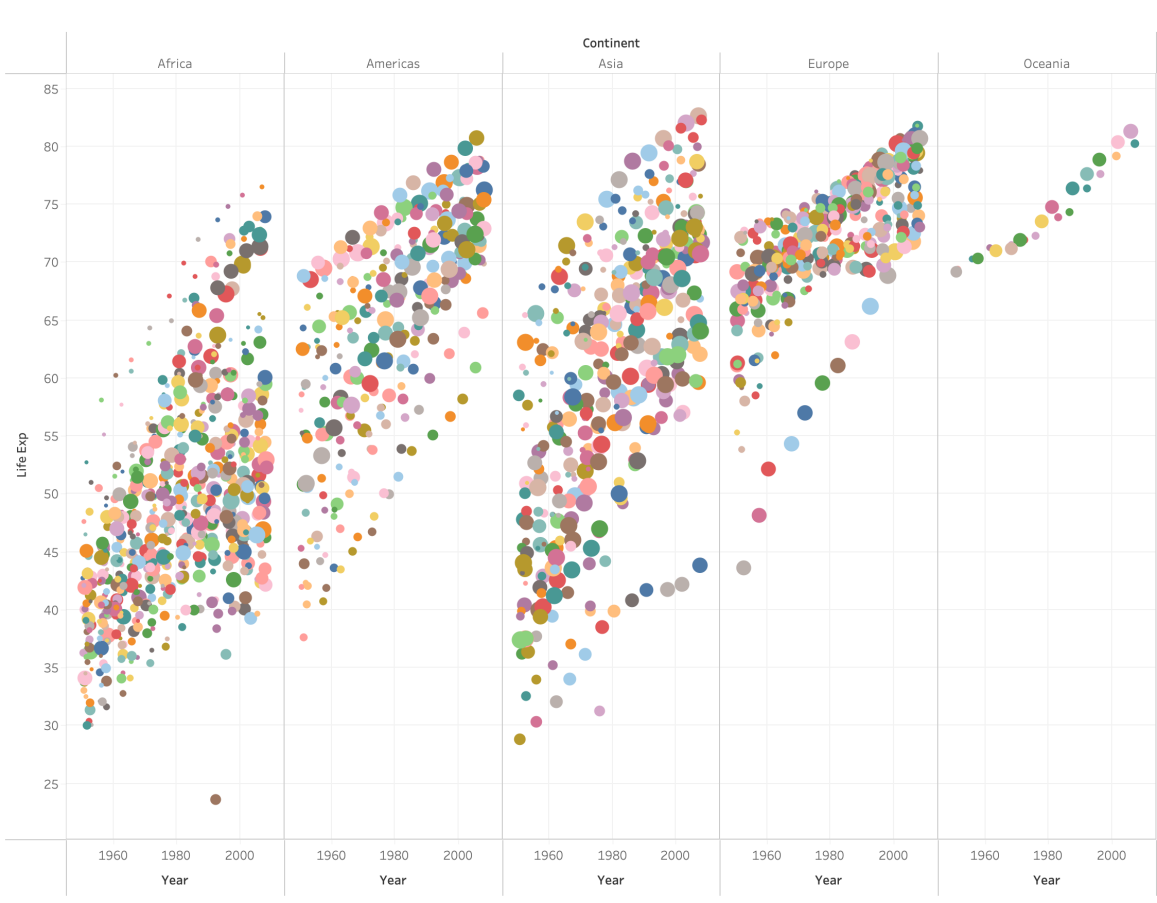 Continent
Africa Americas Asia Europe Oceania
85
80
75
70
65
60
55
50
45
40
35
30
25
Life Exp
1960 1980 2000 1960 1980 2000 1960 1980 2000 1960 1980 2000 1960 1980 2000
Year Year Year Year Year